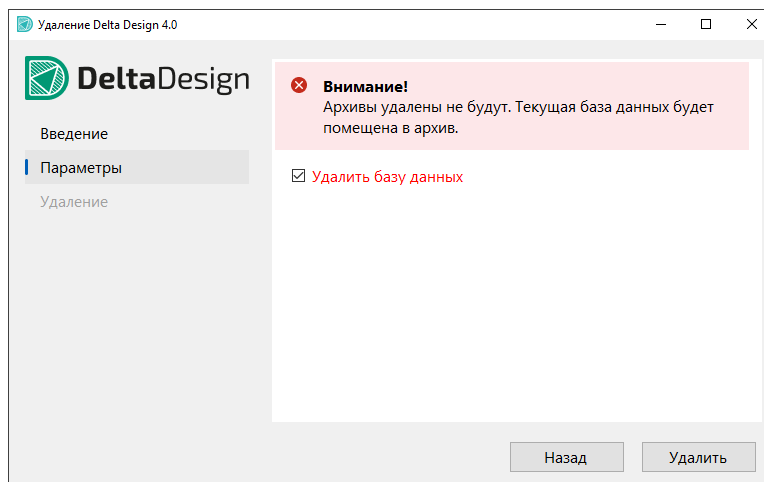 Удаление Delta Design 4.0
DeltaDesign
Введение
Параметры
Удаление
Внимание!
Архивы удалены не будут. Текущая база данных будет
помещена в архив.
Удалить базу данных
Назад
Удалить